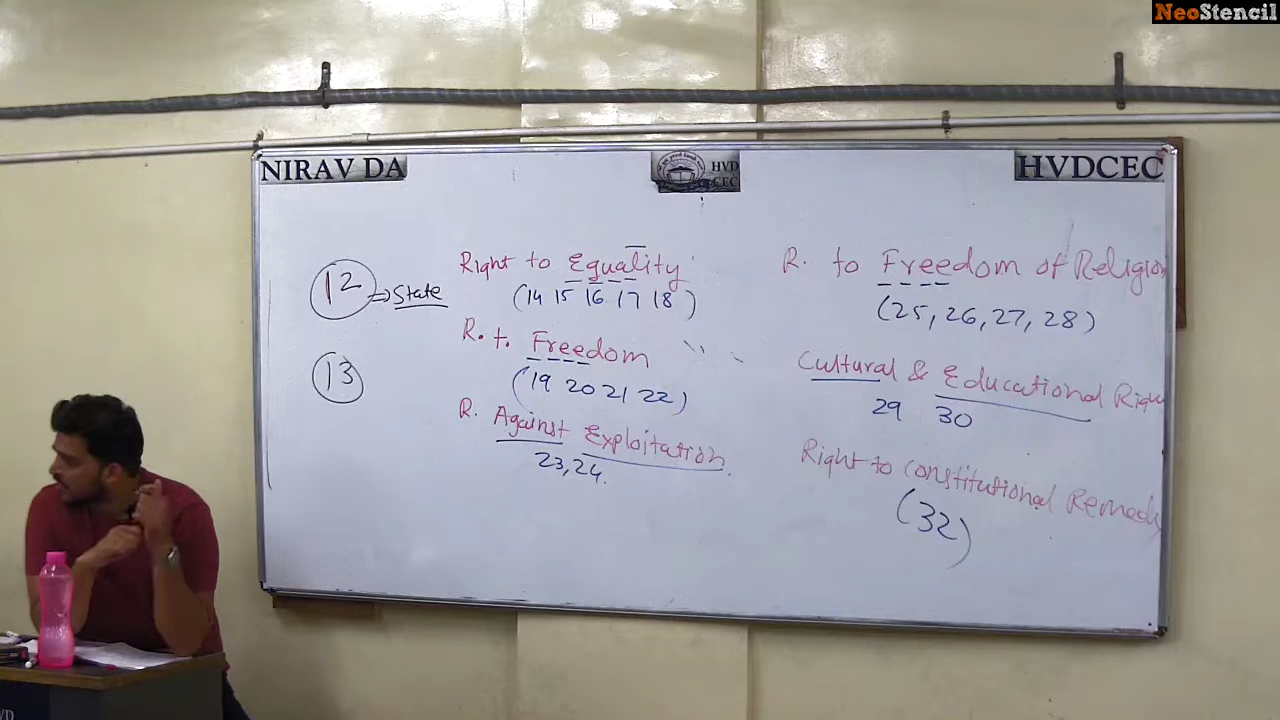 NeoStencil
NIRAV DA
HVD
CEC
HVDCEC
12 => State
13
Right to Equality
(14 15 16 17 18)
R. t. Freedom
(19 20 21 22)
R. Against Exploitation.
23,24.
R. to Freedom of Religion
(25, 26, 27, 28)
Cultural & Educational
29 30
Right to constitutional
(32)